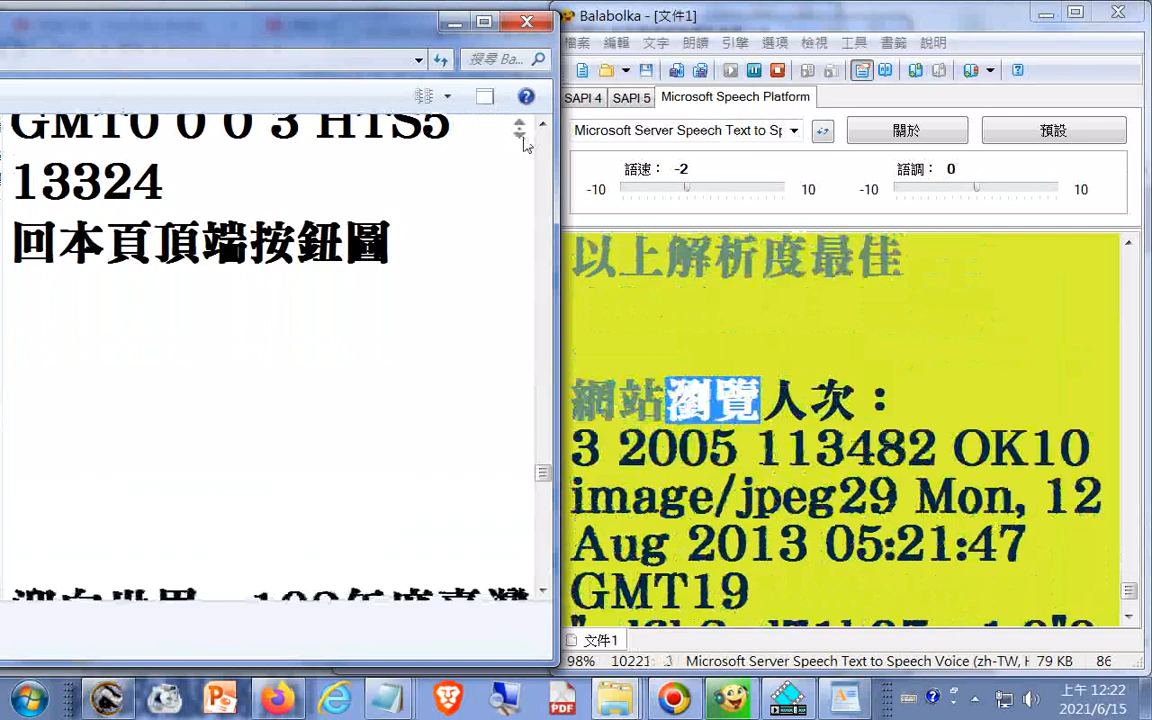 搜尋 Ba...
GMT0 0 0 3 HTS5
13324
回本頁頂端按鈕圖
Balabolka - [文件1]
檔案 編輯 文字 朗讀 引擎 選項 檢視 工具 書籤 說明
SAPI 4 SAPI 5 Microsoft Speech Platform
Microsoft Server Speech Text to Sp
關於
預設
語速： -2
語調： 0
-10 10 -10 10
以上解析度最佳
網站瀏覽人次：
3 2005 113482 OK10
image/jpeg29 Mon, 12
Aug 2013 05:21:47
GMT19
文件1
98% Microsoft Server Speech Text to Speech Voice (zh-TW, H 79 KB 86
PDF
上午 12:22
2021/6/15